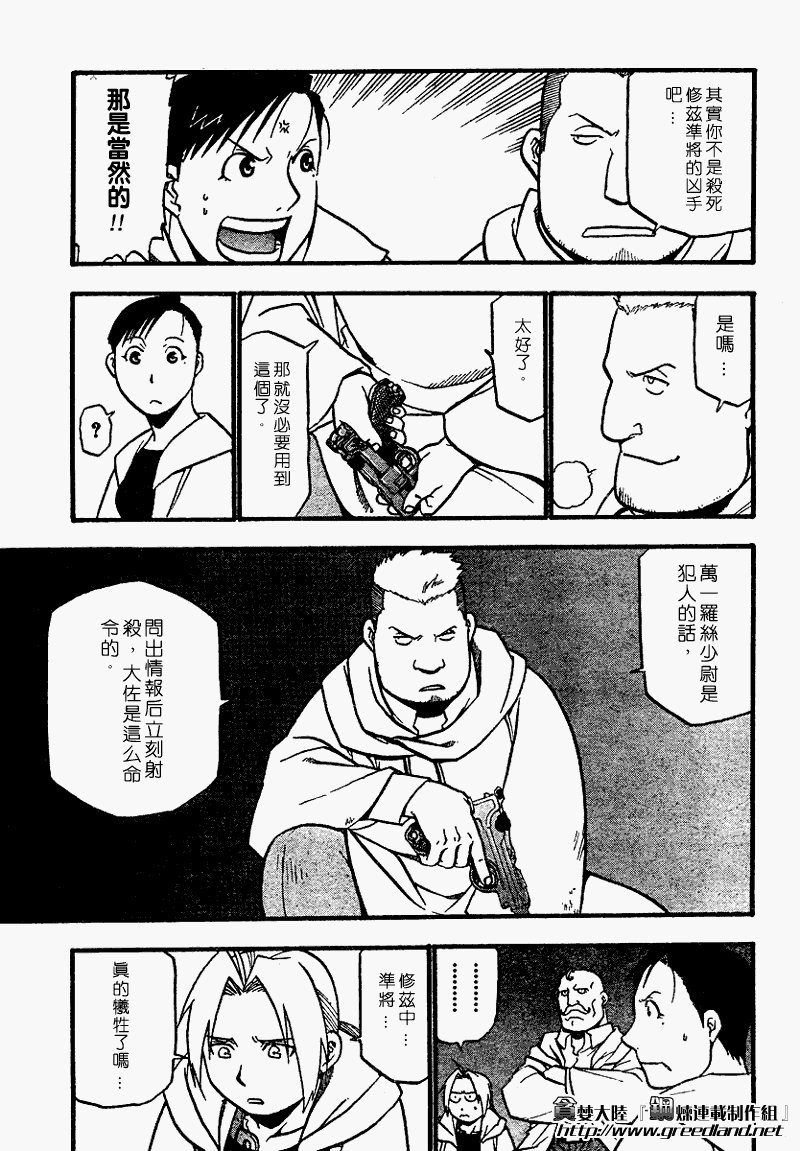 其實你不是殺死
修茲準將的凶手
吧…
那是當然的!!
是嗎…
太好了。
那就沒必要用到
這個了。
?
萬一羅絲少尉是
犯人的話，
問出情報后立刻射
殺，大佐是這么命
令的。
………
修茲中…
準將…
真的犧牲了嗎…
貪婪大陸『鋼煉連載制作組』
http://www.greedland.net